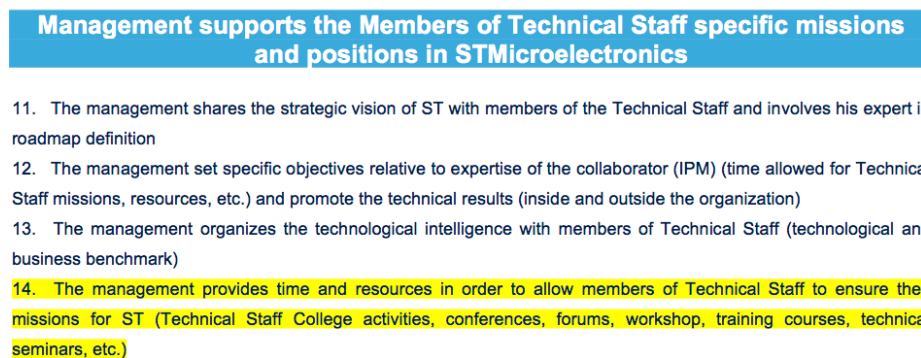 Management supports the Members of Technical Staff specific missions
and positions in STMicroelectronics
11. The management shares the strategic vision of ST with members of the Technical Staff and involves his expert i
roadmap definition
12. The management set specific objectives relative to expertise of the collaborator (IPM) (time allowed for Technica
Staff missions, resources, etc.) and promote the technical results (inside and outside the organization)
13. The management organizes the technological intelligence with members of Technical Staff (technological an
business benchmark)
14. The management provides time and resources in order to allow members of Technical Staff to ensure the
missions for ST (Technical Staff College activities, conferences, forums, workshop, training courses, technica
seminars, etc.)